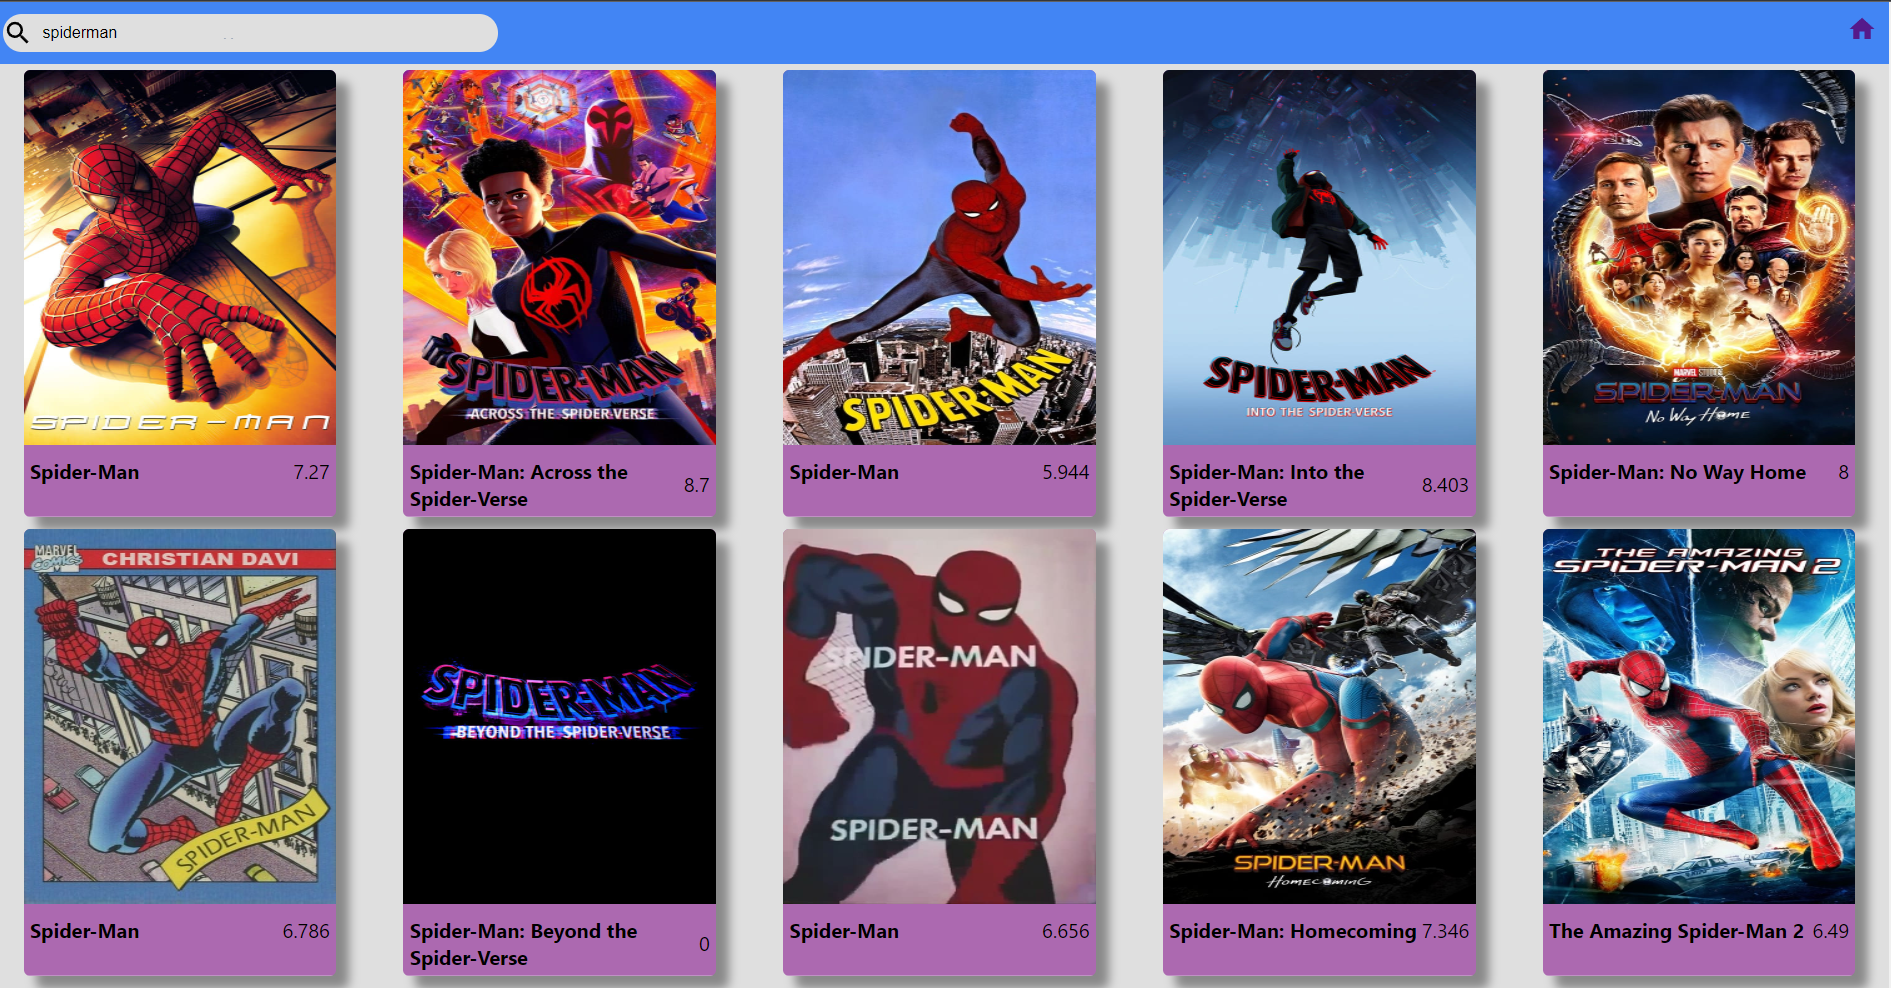 spiderman
SPIDER-MAN
SPIDER-MAN
ACROSS THE SPIDER-VERSE
SPIDER-MAN
SPIDER-MAN
INTO THE SPIDER-VERSE
MARVEL STUDIOS
SPIDER-MAN
No Way Home
Spider-Man 7.27
Spider-Man: Across the
Spider-Verse 8.7
Spider-Man 5.944
Spider-Man: Into the
Spider-Verse 8.403
Spider-Man: No Way Home 8
MARVEL
COMICS
CHRISTIAN DAVI
SPIDER-MAN
SPIDER-MAN
BEYOND THE SPIDER-VERSE
SPIDER-MAN
SPIDER-MAN
SPIDER-MAN
HOMECOMING
THE AMAZING
SPIDER-MAN 2
Spider-Man 6.786
Spider-Man: Beyond the
Spider-Verse 0
Spider-Man 6.656
Spider-Man: Homecoming 7.346
The Amazing Spider-Man 2 6.49